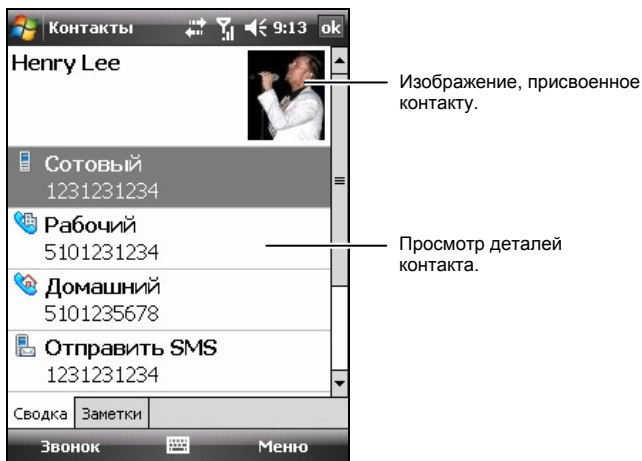 Контакты 9:13 ok
Henry Lee
Изображение, присвоенное
контакту.
Сотовый
1231231234
Рабочий
5101231234
Просмотр деталей
контакта.
Домашний
5101235678
Отправить SMS
1231231234
Сводка Заметки
Звонок Меню